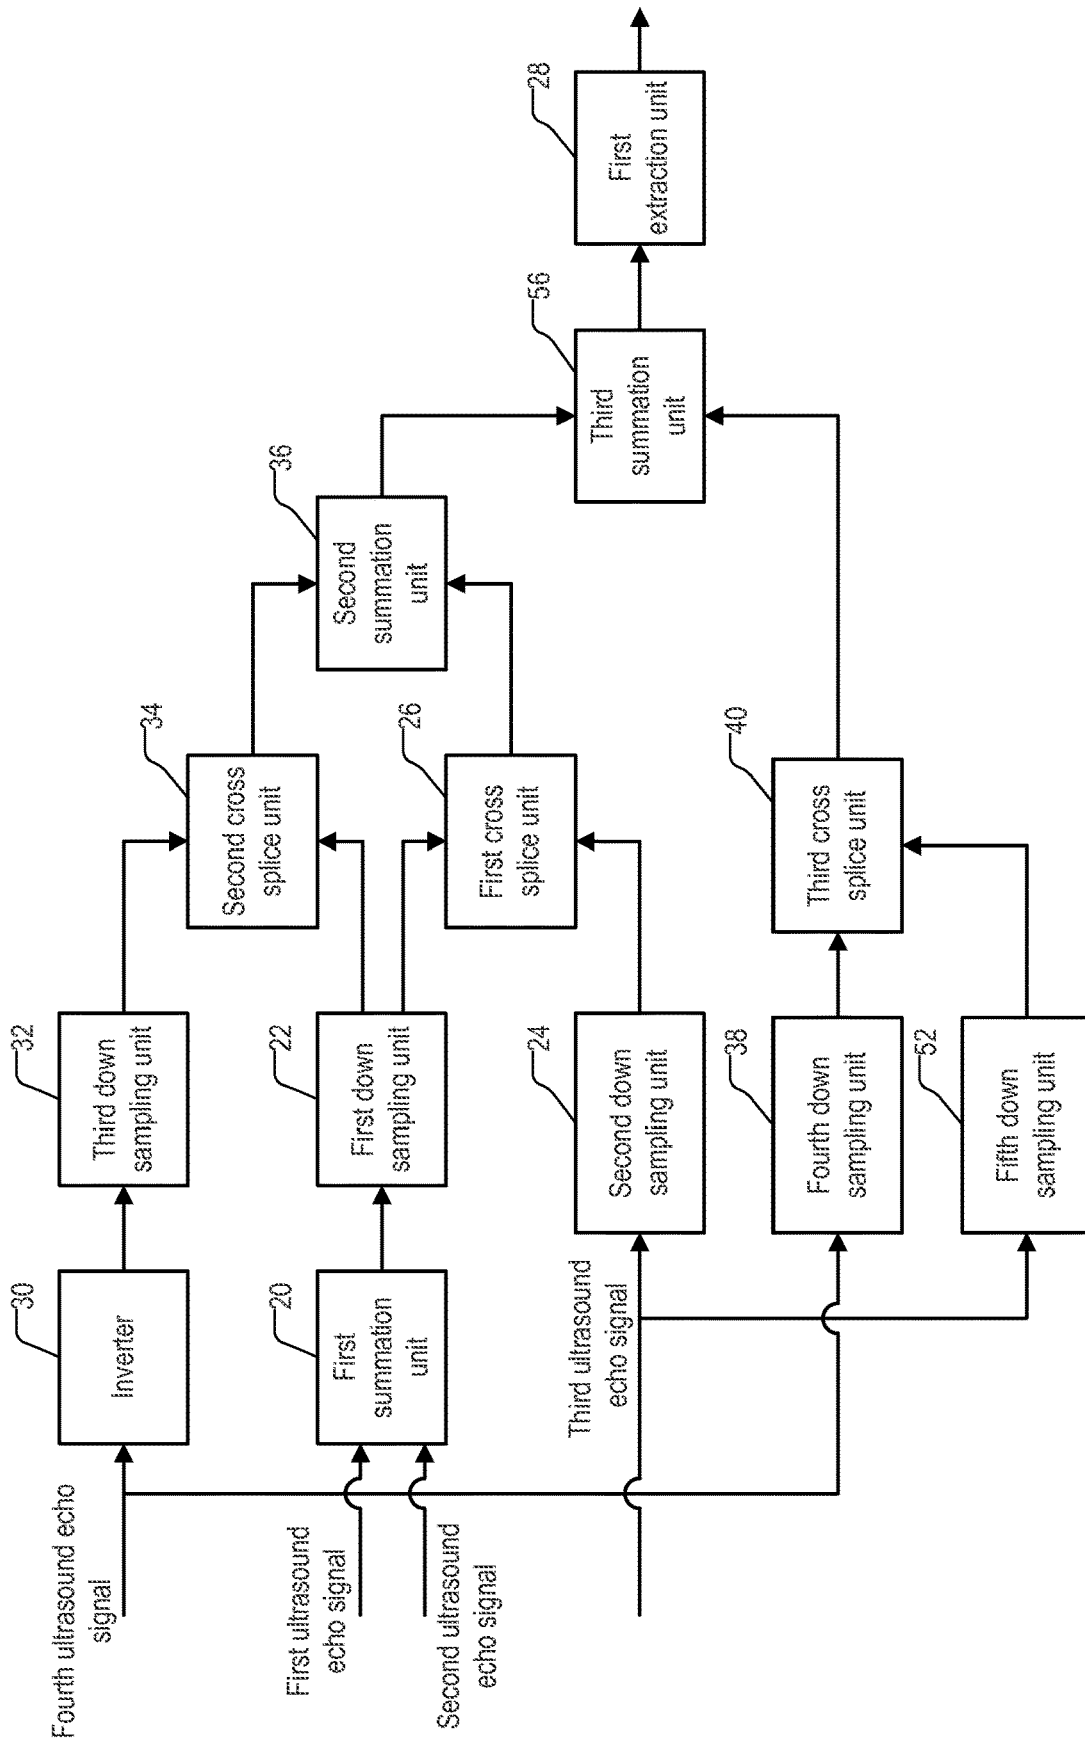 Fourth ultrasound echo
signal
30
Inverter
32
Third down
sampling unit
34
Second cross
splice unit
36
Second
summation
unit
First ultrasound
echo signal
Second ultrasound
echo signal
20
First
summation
unit
22
First down
sampling unit
26
First cross
splice unit
Third ultrasound
echo signal
24
Second down
sampling unit
56
Third
summation
unit
28
First
extraction unit
38
Fourth down
sampling unit
40
Third cross
splice unit
52
Fifth down
sampling unit